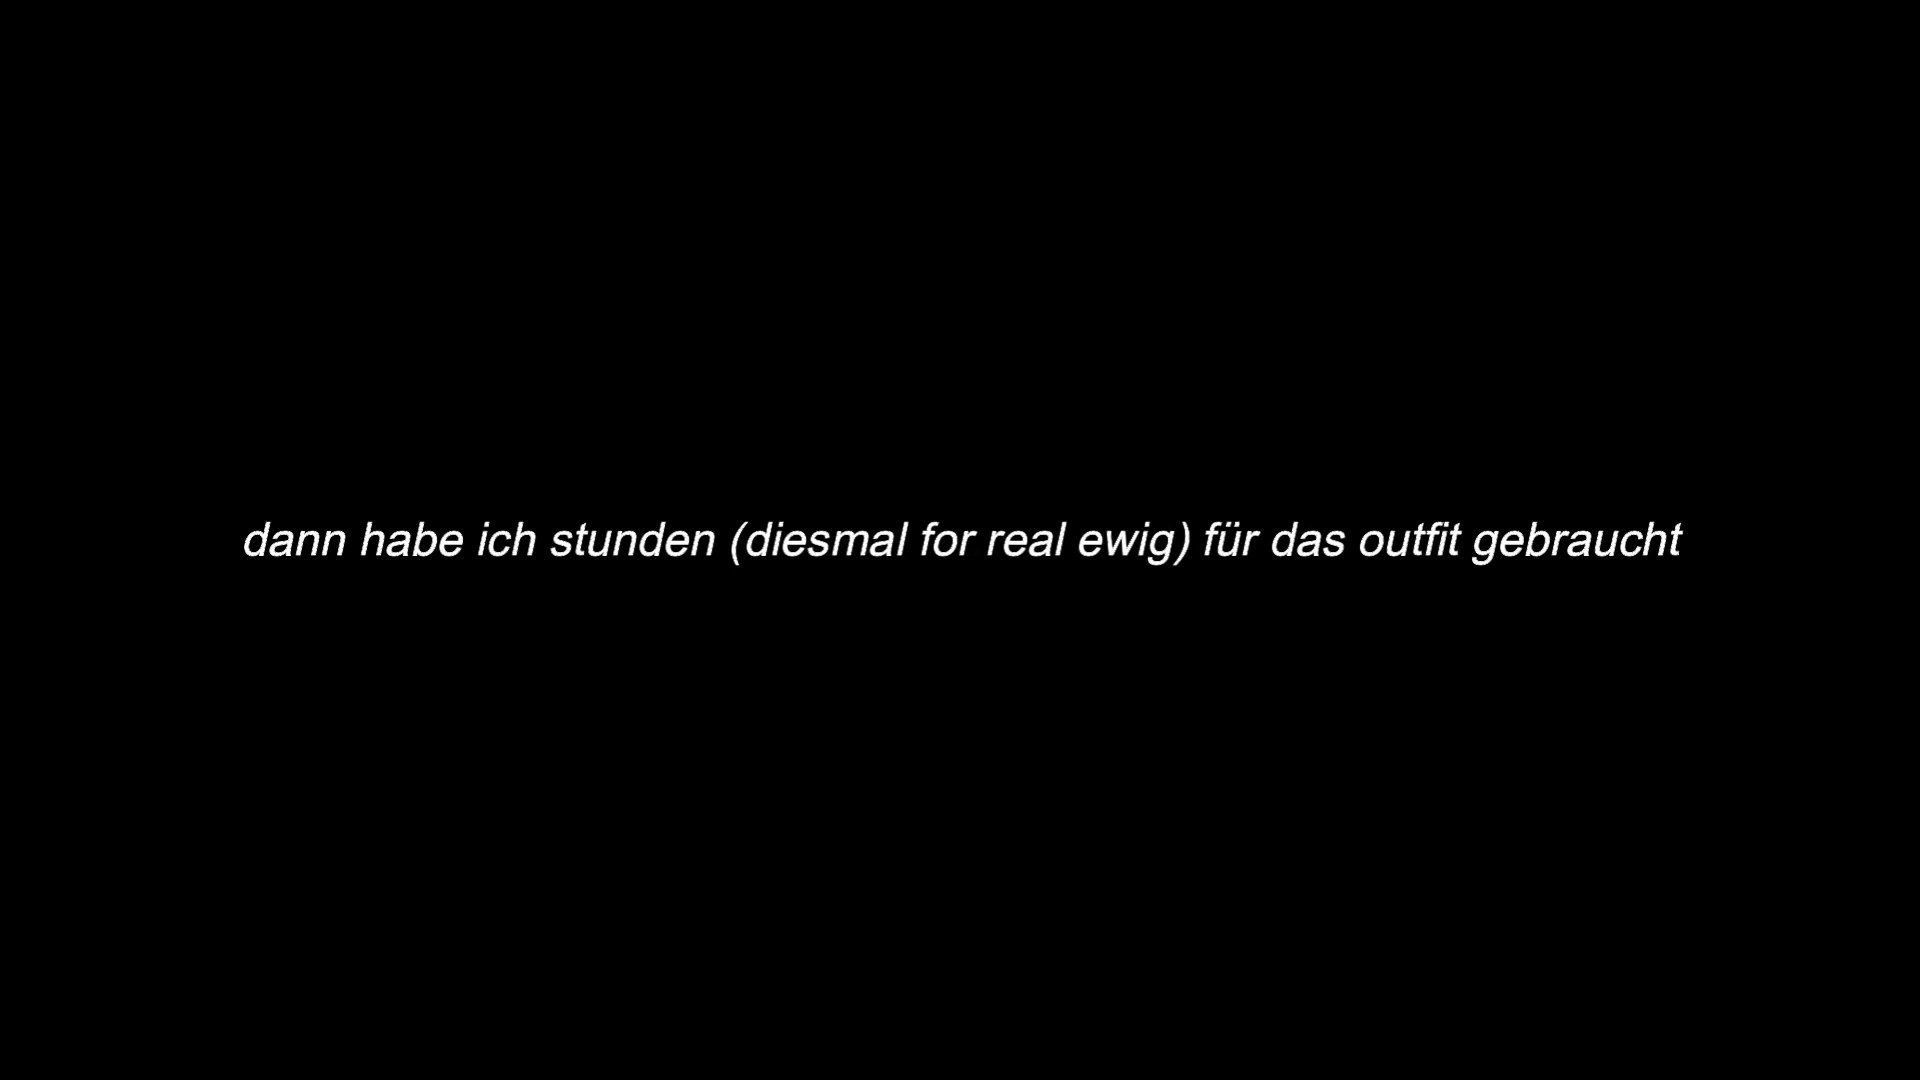 dann habe ich stunden (diesmal for real ewig) für das outfit gebraucht